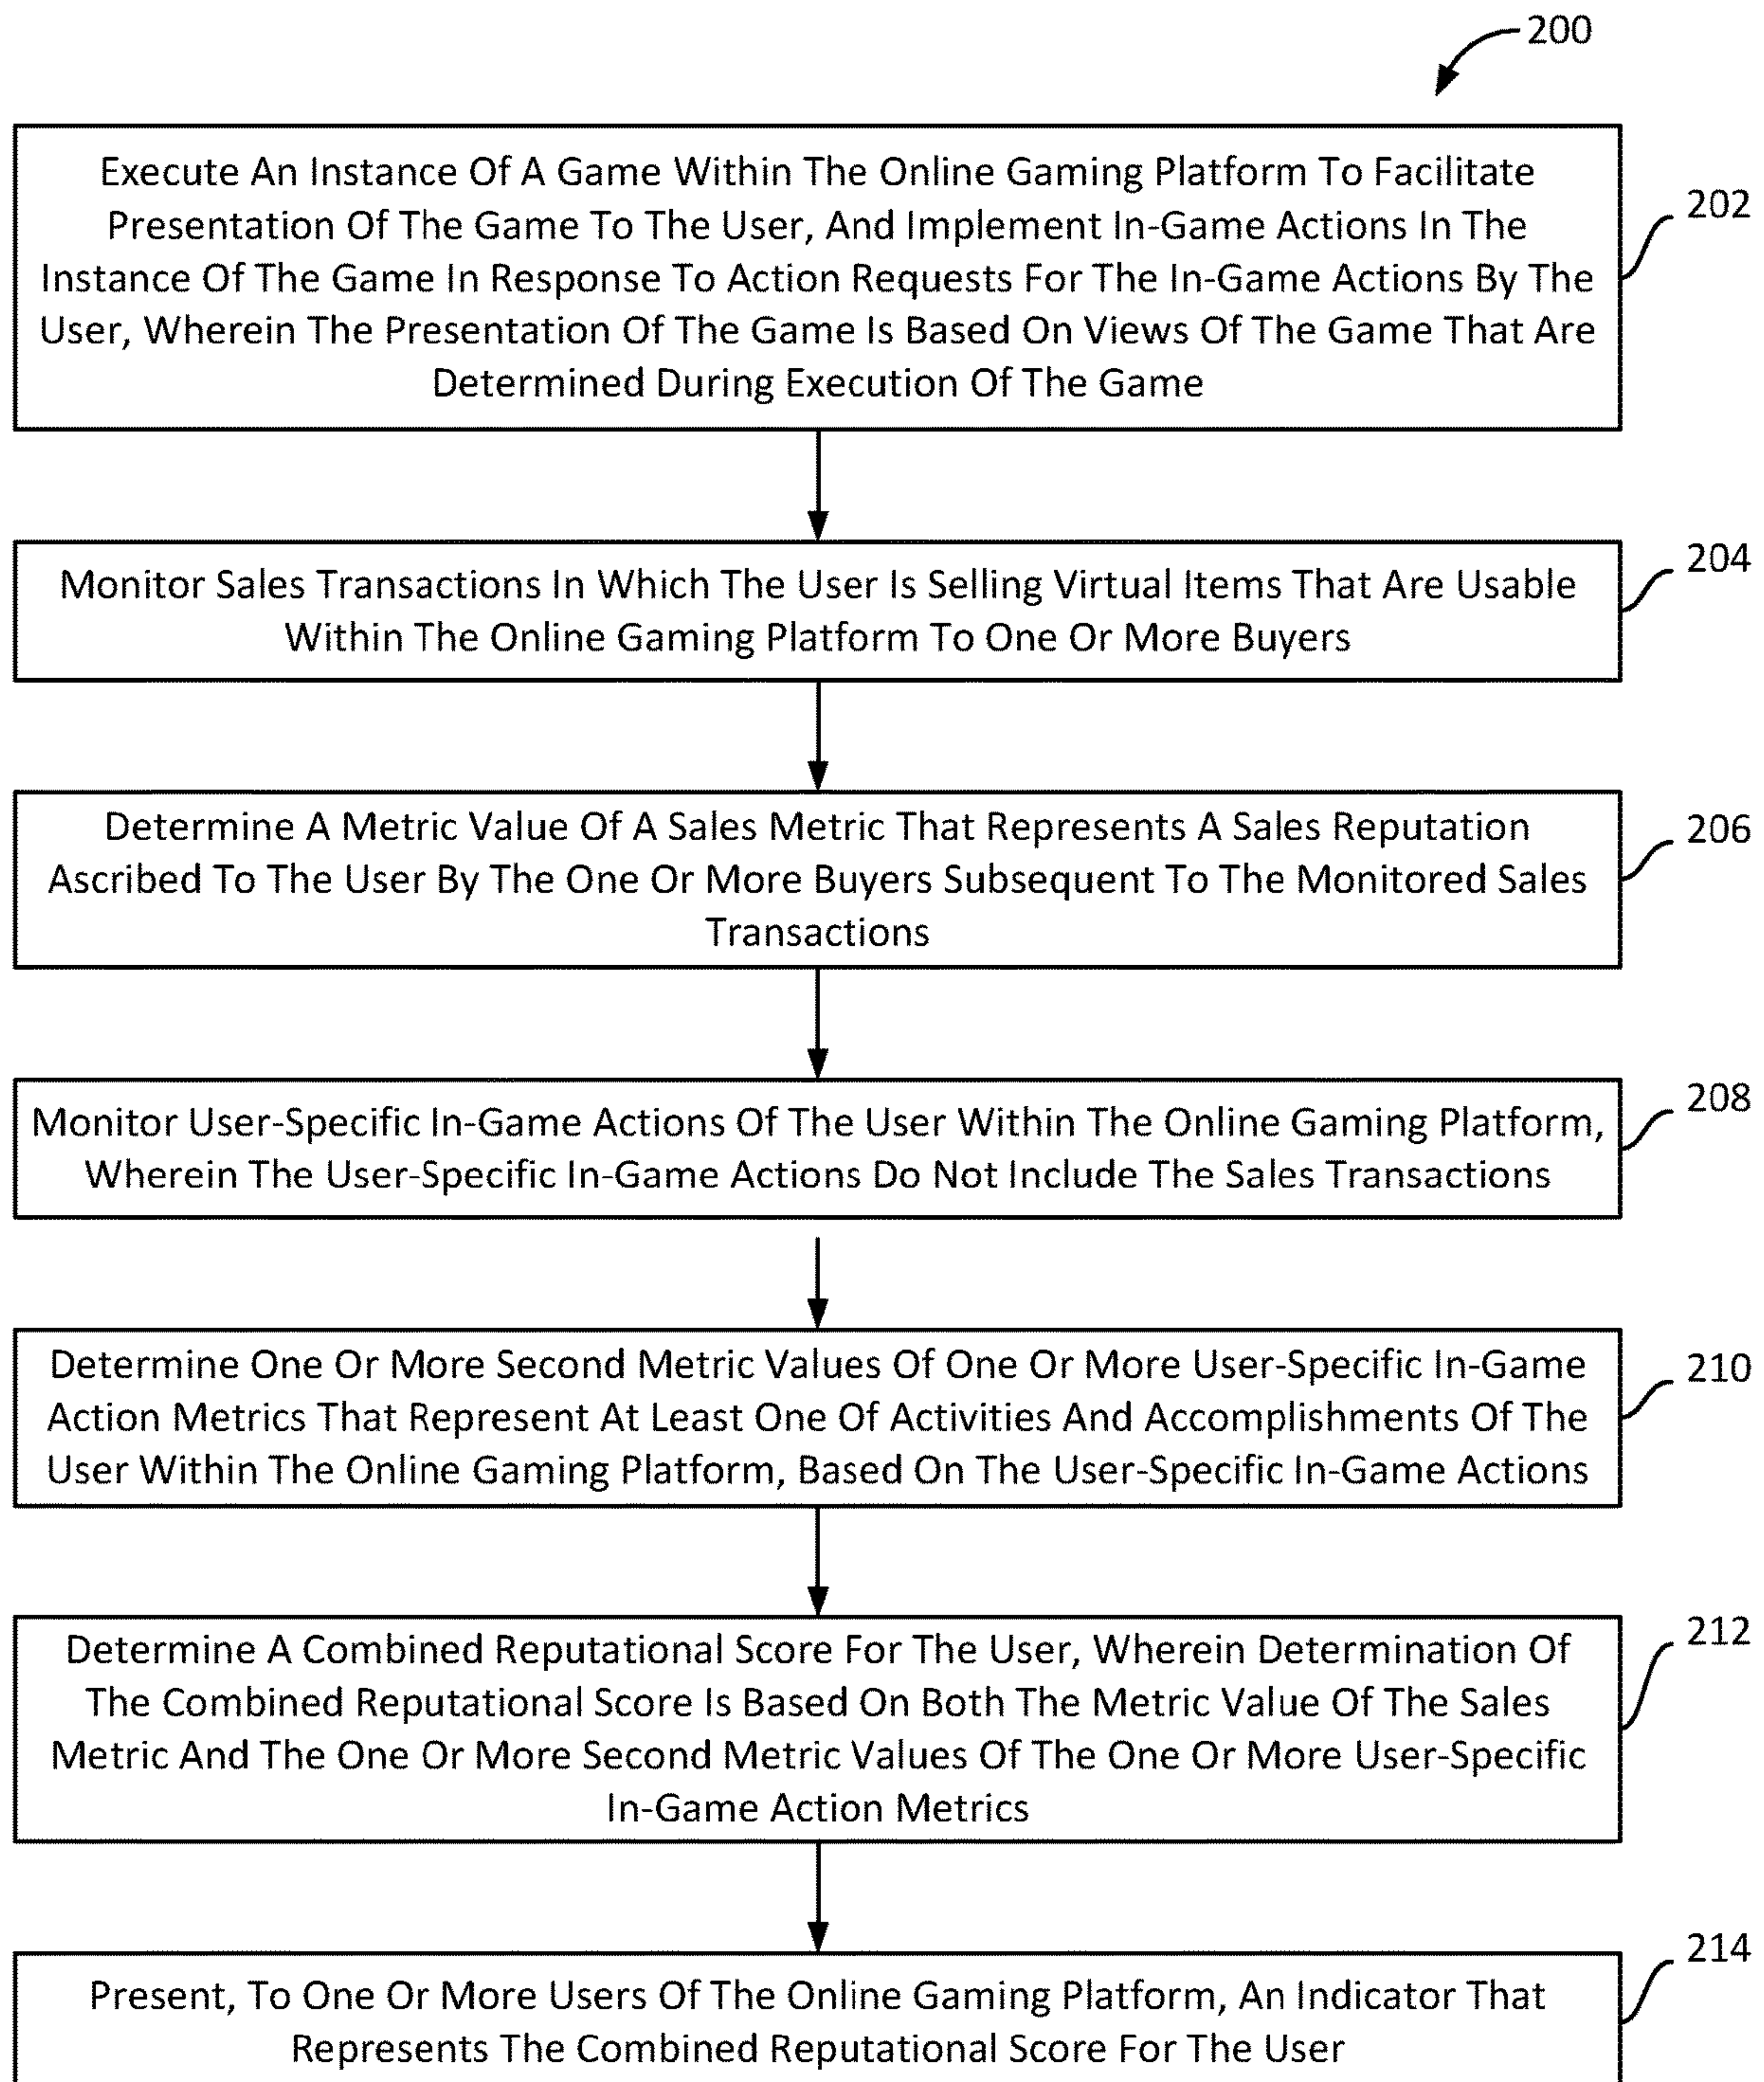 200
Execute An Instance Of A Game Within The Online Gaming Platform To Facilitate
Presentation Of The Game To The User, And Implement In-Game Actions In The
Instance Of The Game In Response To Action Requests For The In-Game Actions By The
User, Wherein The Presentation Of The Game Is Based On Views Of The Game That Are
Determined During Execution Of The Game
202
Monitor Sales Transactions In Which The User Is Selling Virtual Items That Are Usable
Within The Online Gaming Platform To One Or More Buyers
204
Determine A Metric Value Of A Sales Metric That Represents A Sales Reputation
Ascribed To The User By The One Or More Buyers Subsequent To The Monitored Sales
Transactions
206
Monitor User-Specific In-Game Actions Of The User Within The Online Gaming Platform,
Wherein The User-Specific In-Game Actions Do Not Include The Sales Transactions
208
Determine One Or More Second Metric Values Of One Or More User-Specific In-Game
Action Metrics That Represent At Least One Of Activities And Accomplishments Of The
User Within The Online Gaming Platform, Based On The User-Specific In-Game Actions
210
Determine A Combined Reputational Score For The User, Wherein Determination Of
The Combined Reputational Score Is Based On Both The Metric Value Of The Sales
Metric And The One Or More Second Metric Values Of The One Or More User-Specific
In-Game Action Metrics
212
Present, To One Or More Users Of The Online Gaming Platform, An Indicator That
Represents The Combined Reputational Score For The User
214